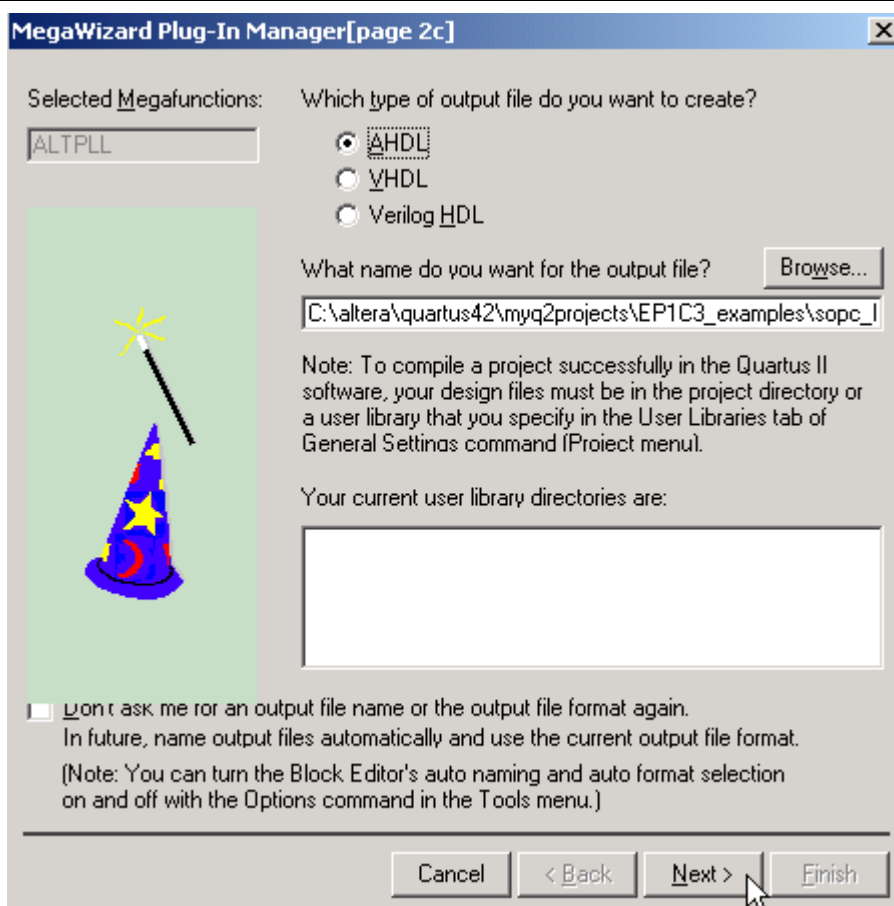 MegaWizard Plug-In Manager[page 2c]
Selected Megafunctions:
ALTPLL
Which type of output file do you want to create?
AHDL
VHDL
Verilog HDL
What name do you want for the output file?
Browse...
C:\altera\quartus42\myq2projects\EP1C3_examples\sopc_
Note: To compile a project successfully in the Quartus II
software, your design files must be in the project directory or
a user library that you specify in the User Libraries tab of
General Settings command (Project menu).
Your current user library directories are:
Don't ask me for an output file name or the output file format again.
In future, name output files automatically and use the current output file format.
(Note: You can turn the Block Editor's auto naming and auto format selection
on and off with the Options command in the Tools menu.)
Cancel
< Back
Next >
Finish